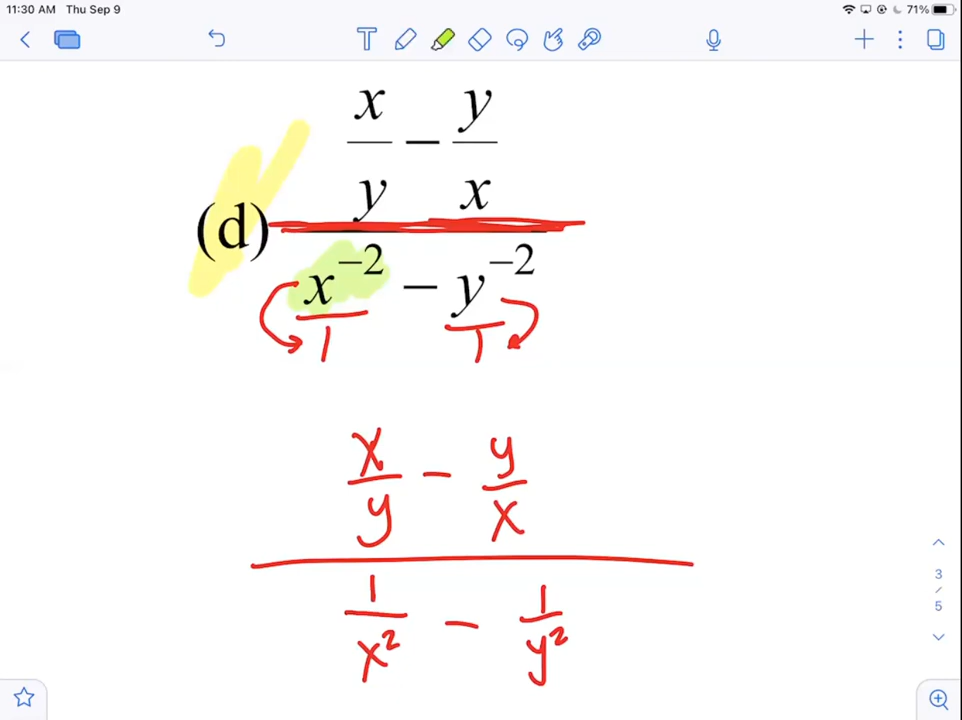 11:30 AM Thu Sep 9 71%
T
x/y − y/x
(d)
x⁻² − y⁻²
1 1
x/y − y/x
1/x² − 1/y²
3
/
5